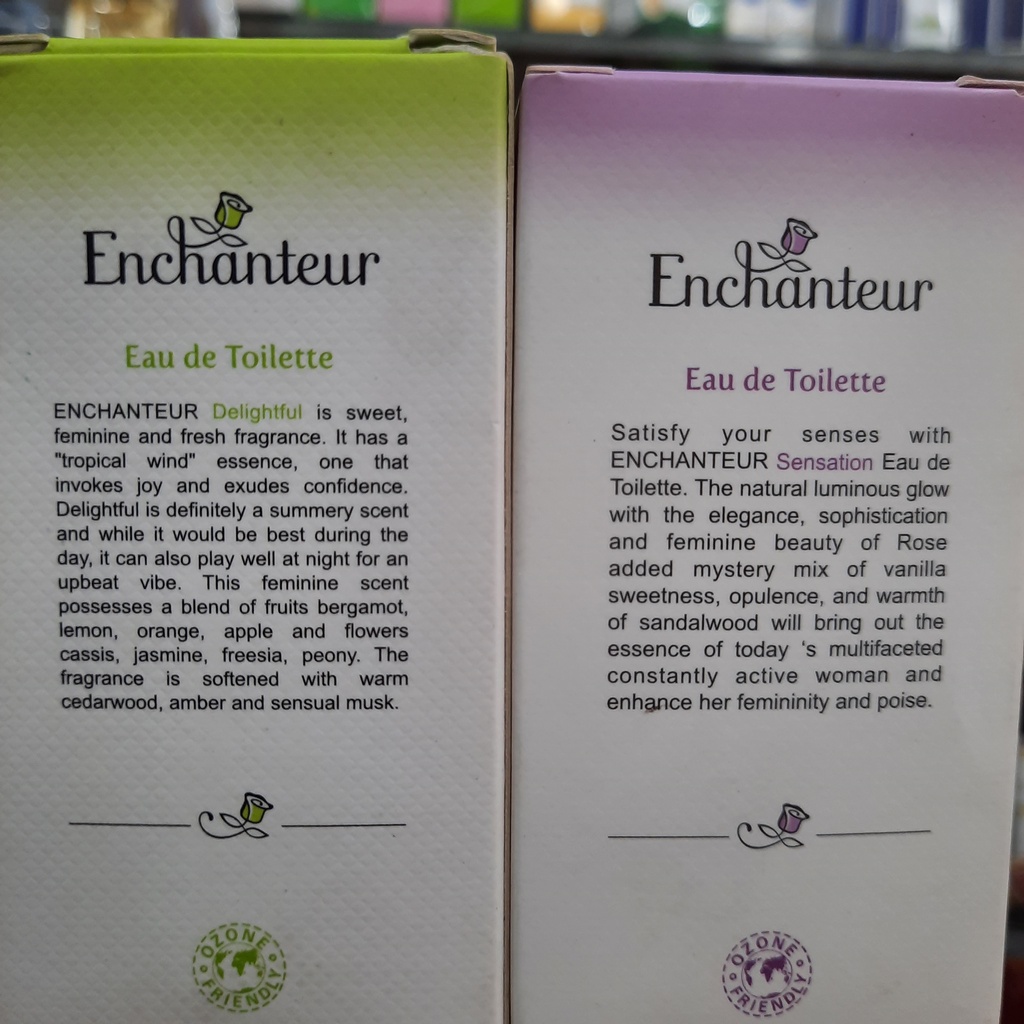 Enchanteur
Eau de Toilette
ENCHANTEUR Delightful is sweet,
feminine and fresh fragrance. It has a
"tropical wind" essence, one that
invokes joy and exudes confidence.
Delightful is definitely a summery scent
and while it would be best during the
day, it can also play well at night for an
upbeat vibe. This feminine scent
possesses a blend of fruits bergamot,
lemon, orange, apple and flowers
cassis, jasmine, freesia, peony. The
fragrance is softened with warm
cedarwood, amber and sensual musk.
OZONE
FRIENDLY
Enchanteur
Eau de Toilette
Satisfy your senses with
ENCHANTEUR Sensation Eau de
Toilette. The natural luminous glow
with the elegance, sophistication
and feminine beauty of Rose
added mystery mix of vanilla
sweetness, opulence, and warmth
of sandalwood will bring out the
essence of today 's multifaceted
constantly active woman and
enhance her femininity and poise.
OZONE
FRIENDLY